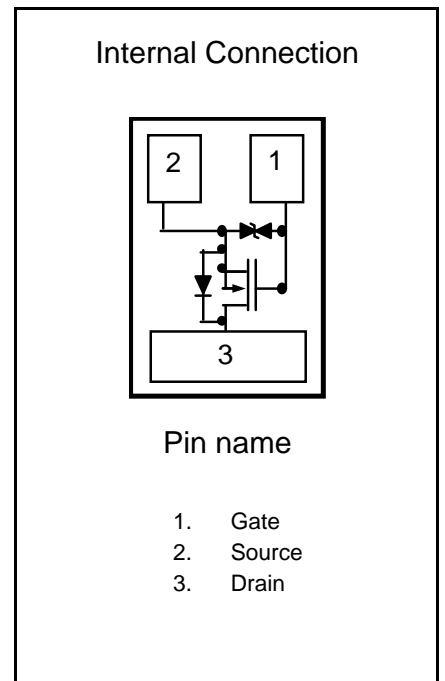 Internal Connection
2 1
3
Pin name
1. Gate
2. Source
3. Drain